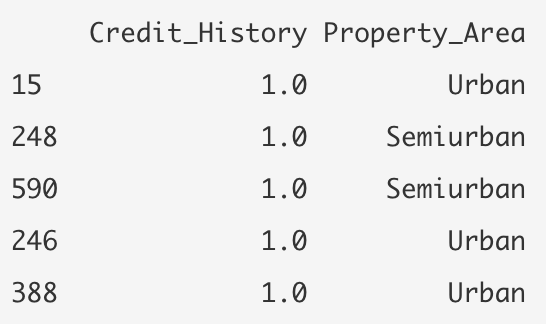 Credit_History Property_Area
15 1.0 Urban
248 1.0 Semiurban
590 1.0 Semiurban
246 1.0 Urban
388 1.0 Urban